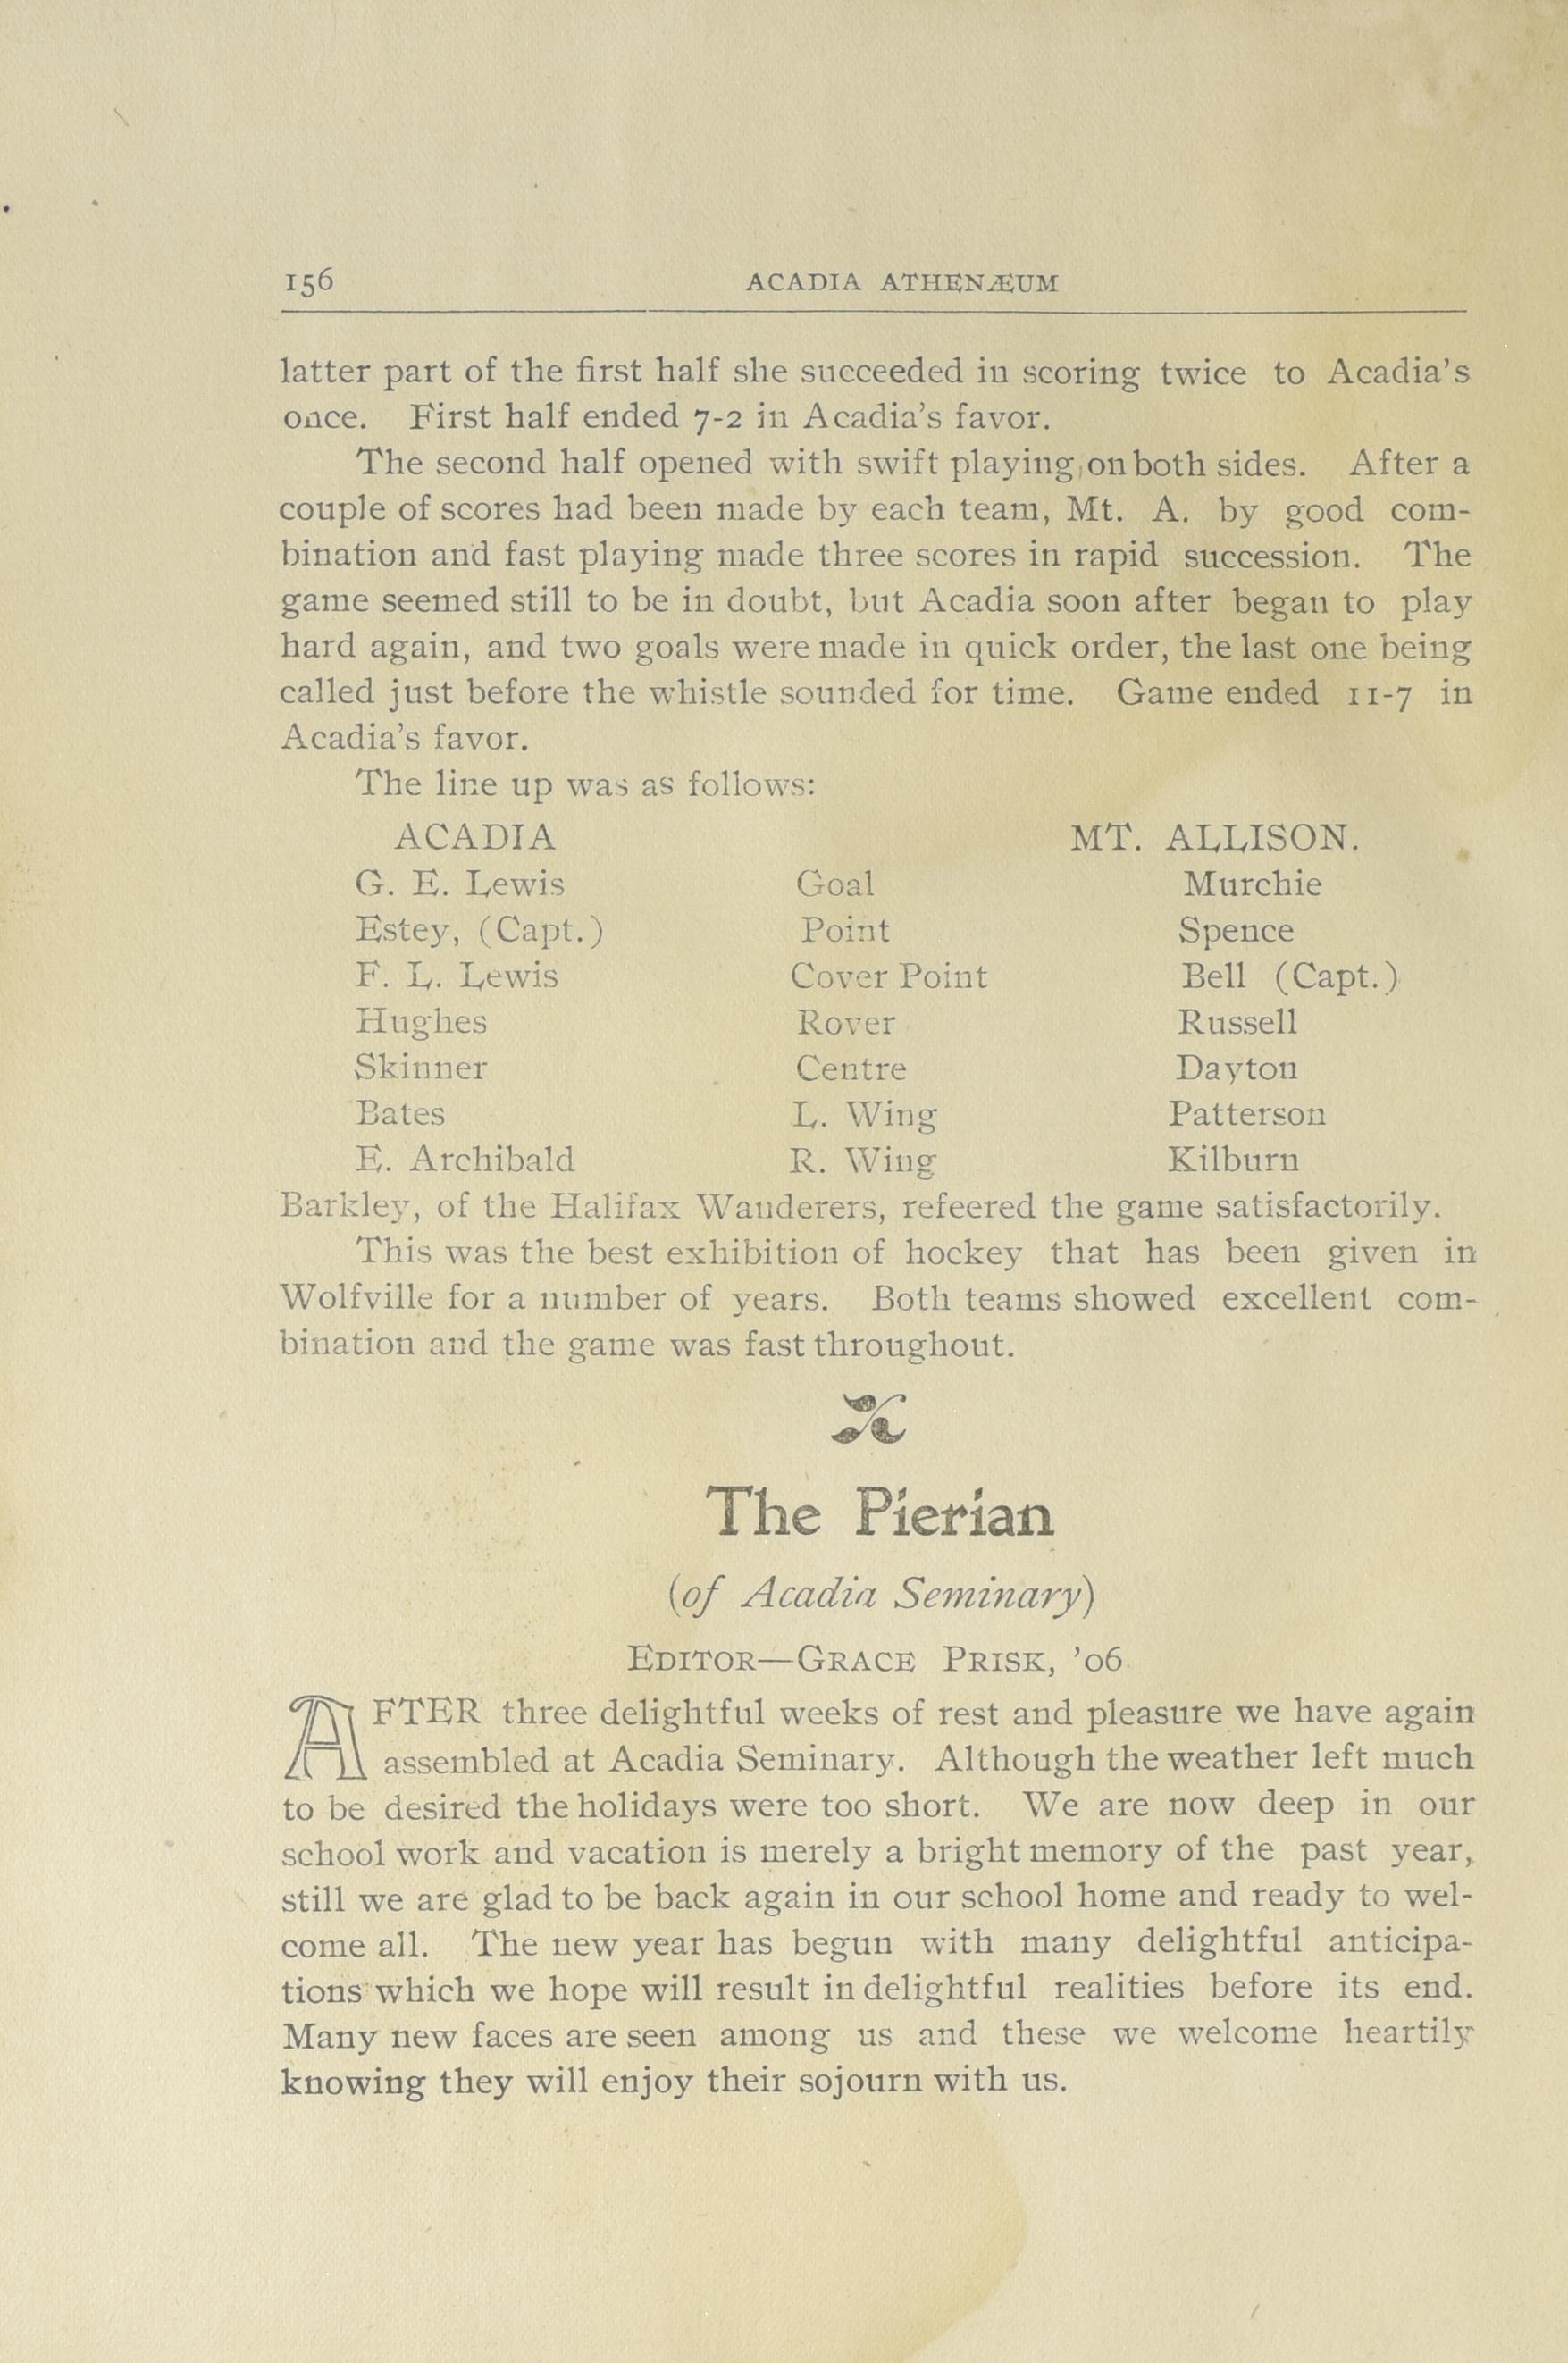 156 ACADIA ATHENÆUM
latter part of the first half she succeeded in scoring twice to Acadia's
once. First half ended 7-2 in Acadia's favor.
The second half opened with swift playing on both sides. After a
couple of scores had been made by each team, Mt. A. by good com-
bination and fast playing made three scores in rapid succession. The
game seemed still to be in doubt, but Acadia soon after began to play
hard again, and two goals were made in quick order, the last one being
called just before the whistle sounded for time. Game ended 11-7 in
Acadia's favor.
The line up was as follows:
ACADIA MT. ALLISON.
G. E. Lewis Goal Murchie
Estey, (Capt.) Point Spence
F. L. Lewis Cover Point Bell (Capt.)
Hughes Rover Russell
Skinner Centre Dayton
Bates L. Wing Patterson
E. Archibald R. Wing Kilburn
Barkley, of the Halifax Wanderers, refeered the game satisfactorily.
This was the best exhibition of hockey that has been given in
Wolfville for a number of years. Both teams showed excellent com-
bination and the game was fast throughout.
The Pierian
(of Acadia Seminary)
EDITOR—GRACE PRISK, '06
AFTER three delightful weeks of rest and pleasure we have again
assembled at Acadia Seminary. Although the weather left much
to be desired the holidays were too short. We are now deep in our
school work and vacation is merely a bright memory of the past year,
still we are glad to be back again in our school home and ready to wel-
come all. The new year has begun with many delightful anticipa-
tions which we hope will result in delightful realities before its end.
Many new faces are seen among us and these we welcome heartily
knowing they will enjoy their sojourn with us.